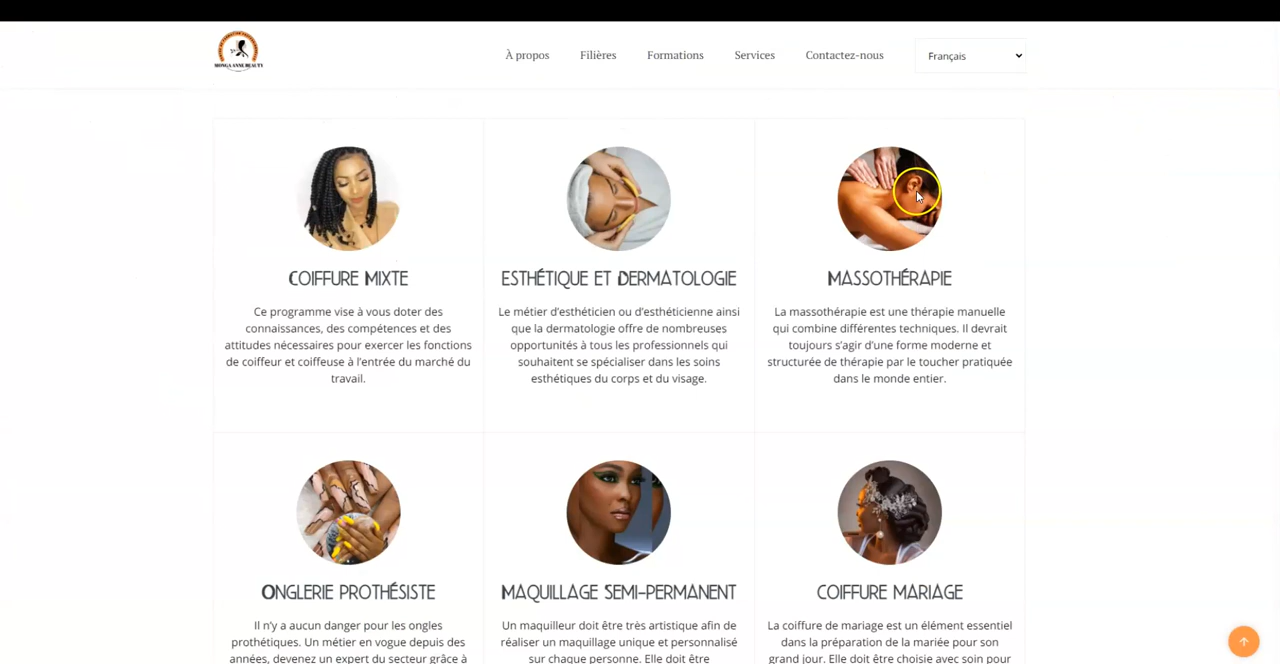 MONGA ANNE BEAUTY
À propos
Filières
Formations
Services
Contactez-nous
Français
Coiffure Mixte
Ce programme vise à vous doter des
connaissances, des compétences et des
attitudes nécessaires pour exercer les fonctions
de coiffeur et coiffeuse à l'entrée du marché du
travail.
esthétique et Dermatologie
Le métier d'esthéticien ou d'esthéticienne ainsi
que la dermatologie offre de nombreuses
opportunités à tous les professionnels qui
souhaitent se spécialiser dans les soins
esthétiques du corps et du visage.
Massothérapie
La massothérapie est une thérapie manuelle
qui combine différentes techniques. Il devrait
toujours s'agir d'une forme moderne et
structurée de thérapie par le toucher pratiquée
dans le monde entier.
Onglerie prothésiste
Il n'y a aucun danger pour les ongles
prothétiques. Un métier en vogue depuis des
années, devenez un expert du secteur grâce à
Maquillage Semi-permanent
Un maquilleur doit être très artistique afin de
réaliser un maquillage unique et personnalisé
sur chaque personne. Elle doit être
coiffure mariage
La coiffure de mariage est un élément essentiel
dans la préparation de la mariée pour son
grand jour. Elle doit être choisie avec soin pour